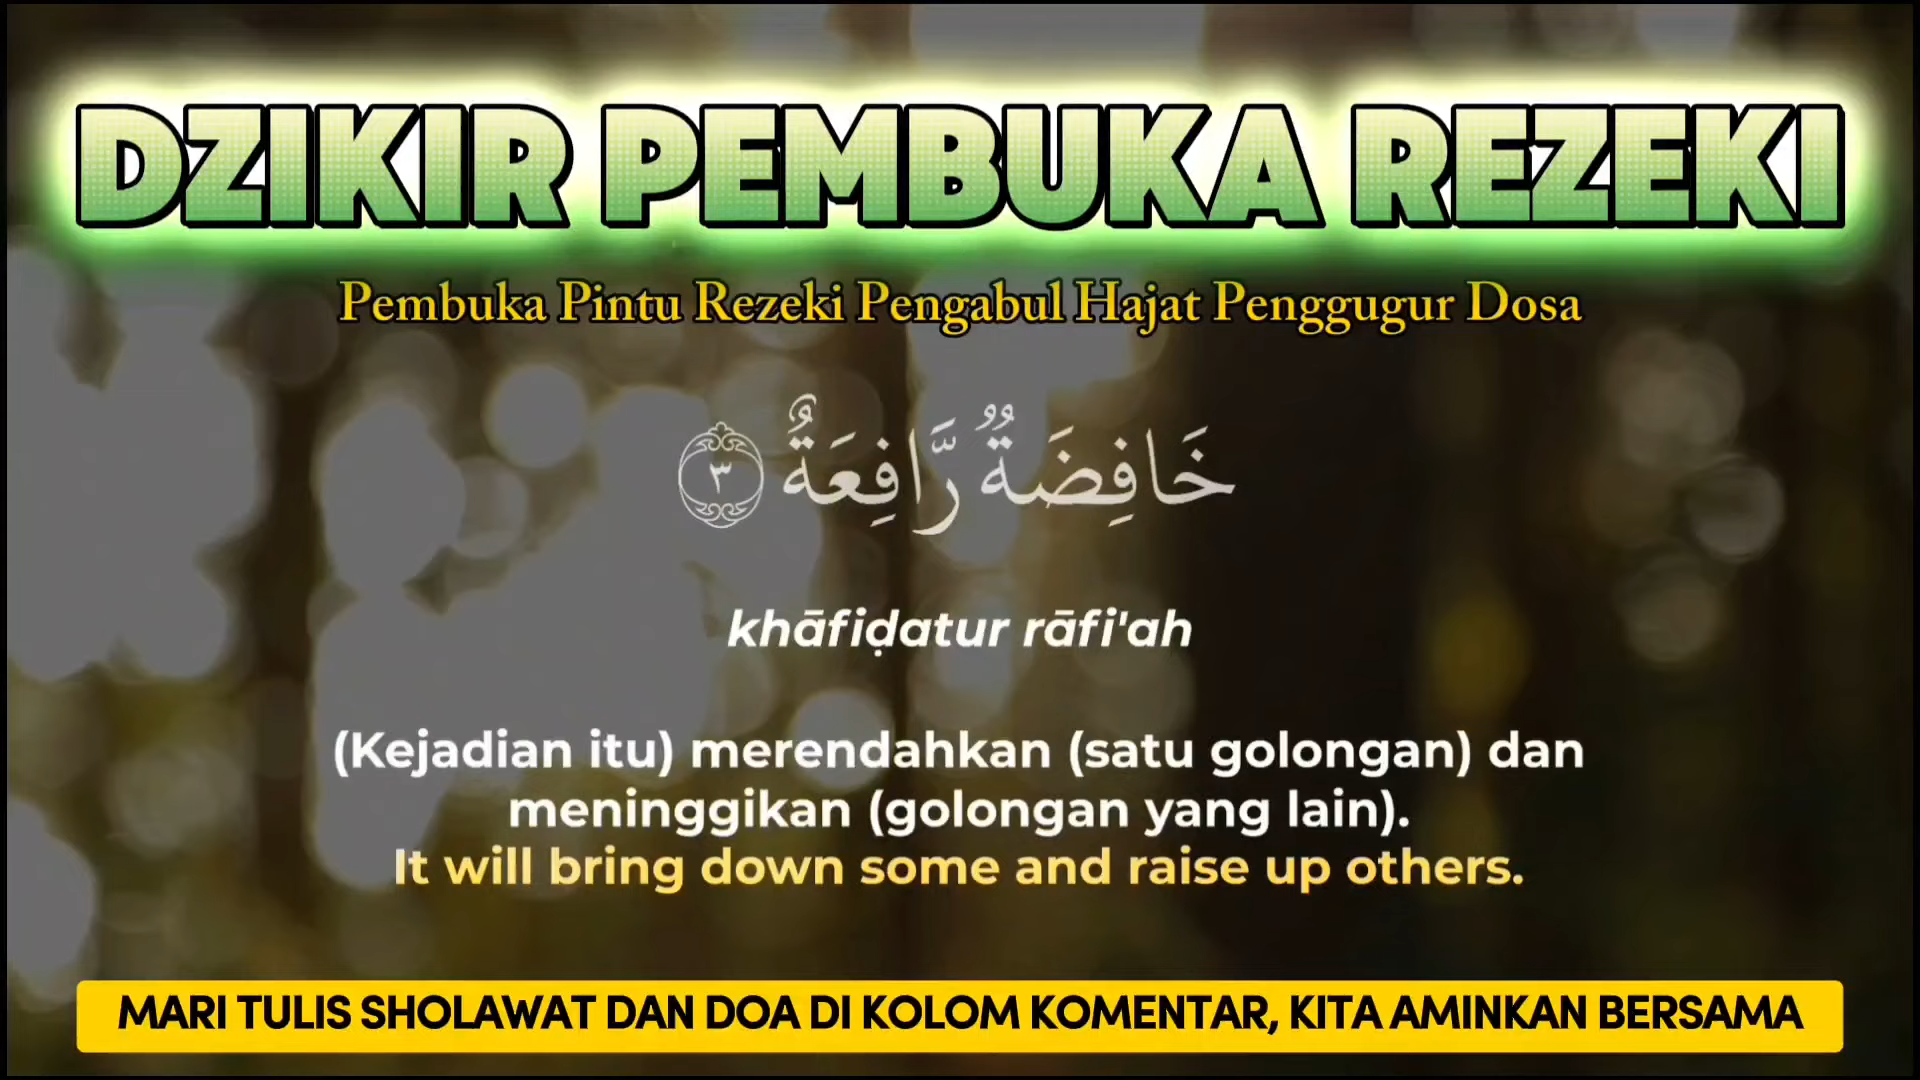 DZIKIR PEMBUKA REZEKI
Pembuka Pintu Rezeki Pengabul Hajat Penggugur Dosa
خَافِضَةٌ رَّافِعَةٌ ۝٣
khāfiḍatur rāfi'ah
(Kejadian itu) merendahkan (satu golongan) dan
meninggikan (golongan yang lain).
It will bring down some and raise up others.
MARI TULIS SHOLAWAT DAN DOA DI KOLOM KOMENTAR, KITA AMINKAN BERSAMA